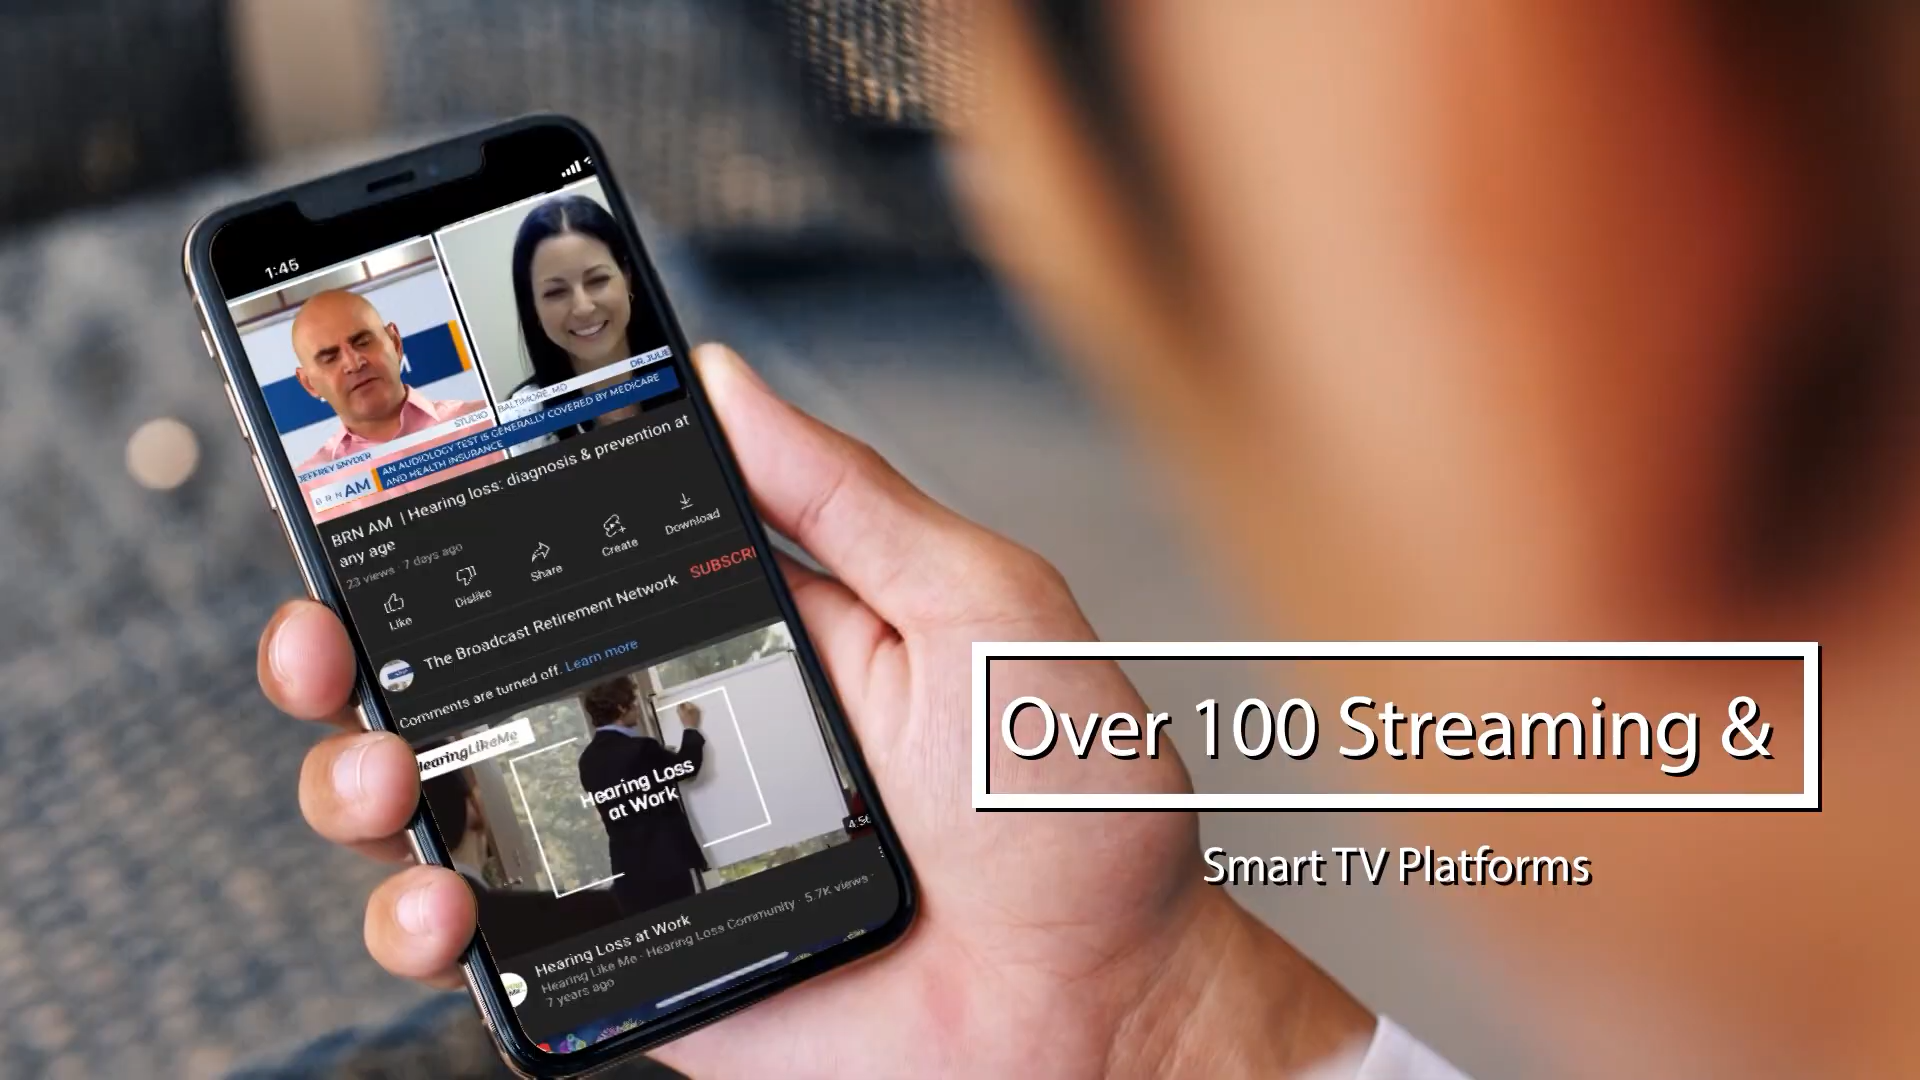 1:45
JEFFREY SNYDER
STUDIO
BALTIMORE, MD
DR. JULIE
BRN AM
AN AUDIOLOGY TEST IS GENERALLY COVERED BY MEDICARE
AND HEALTH INSURANCE
BRN AM | Hearing loss: diagnosis & prevention at
any age
23 views · 7 days ago
Like
Dislike
Share
Create
Download
The Broadcast Retirement Network
SUBSCRI
Comments are turned off. Learn more
HearingLikeMe
Hearing Loss
at Work
4:56
Hearing Loss at Work
Hearing Like Me · Hearing Loss Community · 5.7K views ·
7 years ago
Over 100 Streaming &
Smart TV Platforms